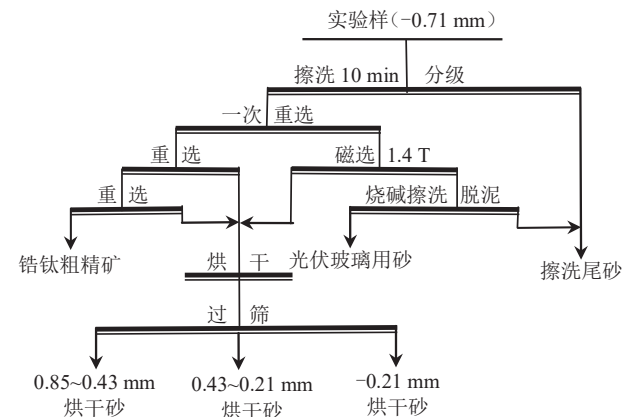 实验样(−0.71 mm)
擦洗 10 min 分级
一次 重选
重 选
磁选 1.4 T
重 选
烧碱擦洗 脱泥
锆钛粗精矿
烘 干
光伏玻璃用砂
擦洗尾砂
过 筛
0.85~0.43 mm
烘干砂
0.43~0.21 mm
烘干砂
−0.21 mm
烘干砂